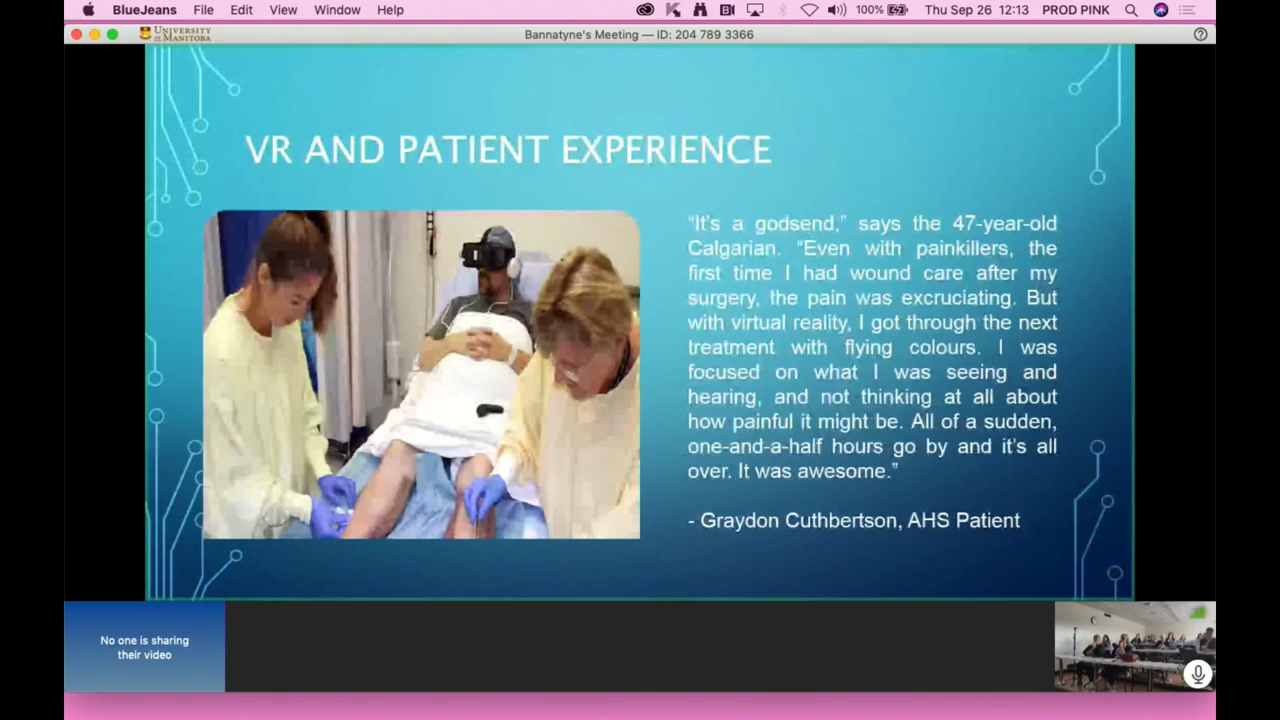 BlueJeans File Edit View Window Help 100% Thu Sep 26 12:13 PROD PINK
UNIVERSITY OF MANITOBA
Bannatyne's Meeting — ID: 204 789 3366
VR AND PATIENT EXPERIENCE
“It’s a godsend,” says the 47-year-old
Calgarian. “Even with painkillers, the
first time I had wound care after my
surgery, the pain was excruciating. But
with virtual reality, I got through the next
treatment with flying colours. I was
focused on what I was seeing and
hearing, and not thinking at all about
how painful it might be. All of a sudden,
one-and-a-half hours go by and it’s all
over. It was awesome.”
- Graydon Cuthbertson, AHS Patient
No one is sharing
their video